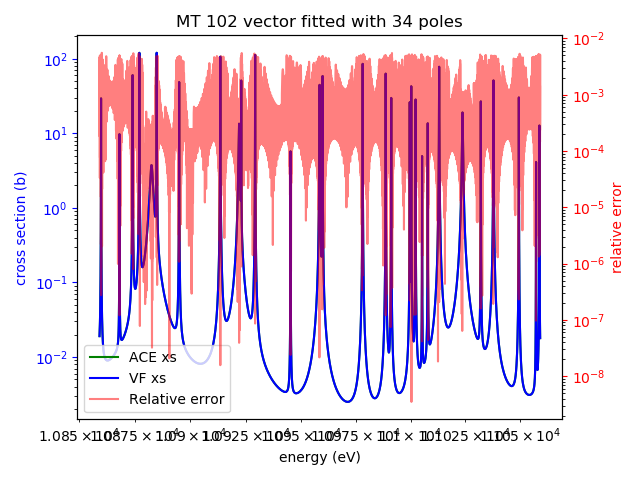 MT 102 vector fitted with 34 poles
cross section (b)
10²
10¹
10⁰
10⁻¹
10⁻²
10⁻²
10⁻³
10⁻⁴
10⁻⁵
10⁻⁶
10⁻⁷
10⁻⁸
relative error
ACE xs
VF xs
Relative error
energy (eV)